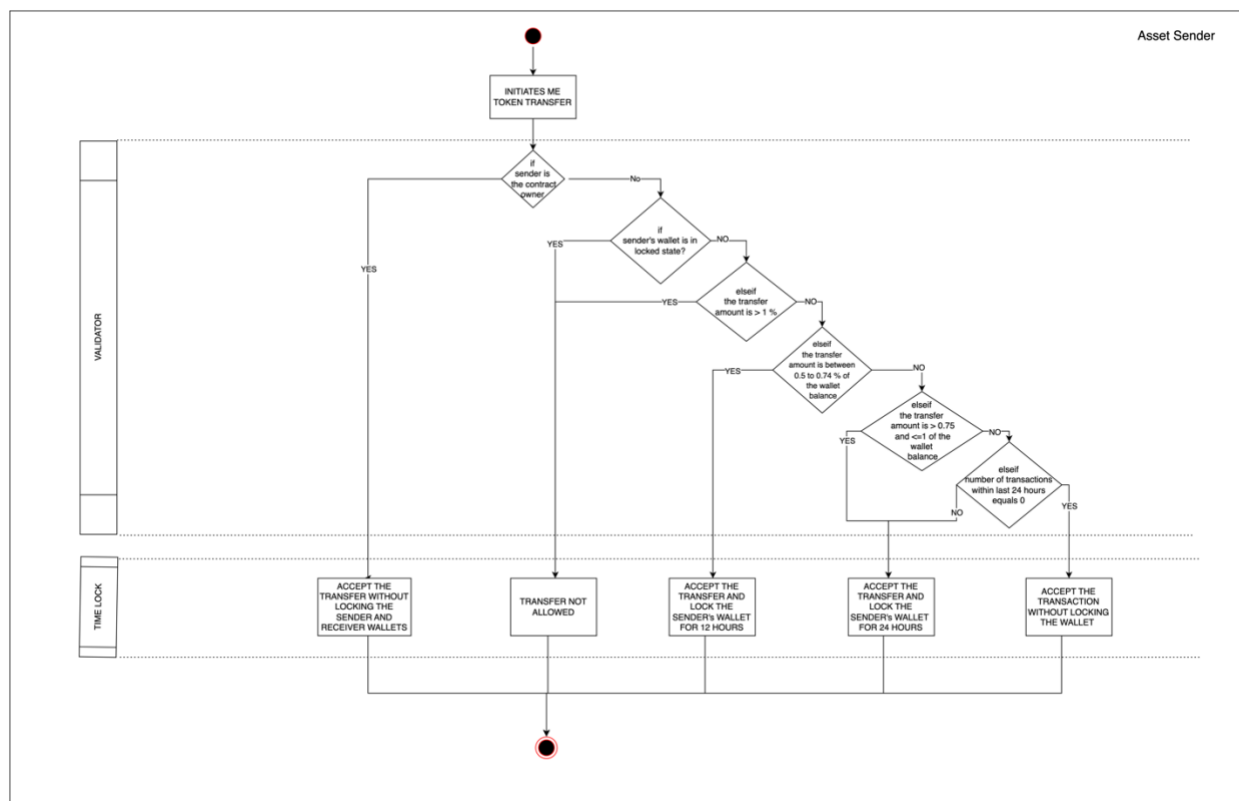 Asset Sender
INITIATES ME
TOKEN TRANSFER
if
sender is
the contract
owner
No
YES
if
sender's wallet is in
locked state?
YES
NO
elseif
the transfer
amount is > 1 %
YES
NO
elseif
the transfer
amount is between
0.5 to 0.74 % of
the wallet
balance
YES
NO
elseif
the transfer
amount is > 0.75
and <=1 of the
wallet
balance
YES
NO
elseif
number of transactions
within last 24 hours
equals 0
NO
YES
VALIDATOR
TIME LOCK
ACCEPT THE
TRANSFER WITHOUT
LOCKING THE
SENDER AND
RECEIVER WALLETS
TRANSFER NOT
ALLOWED
ACCEPT THE
TRANSFER AND
LOCK THE
SENDER's WALLET
FOR 12 HOURS
ACCEPT THE
TRANSFER AND
LOCK THE
SENDER's WALLET
FOR 24 HOURS
ACCEPT THE
TRANSACTION
WITHOUT LOCKING
THE WALLET